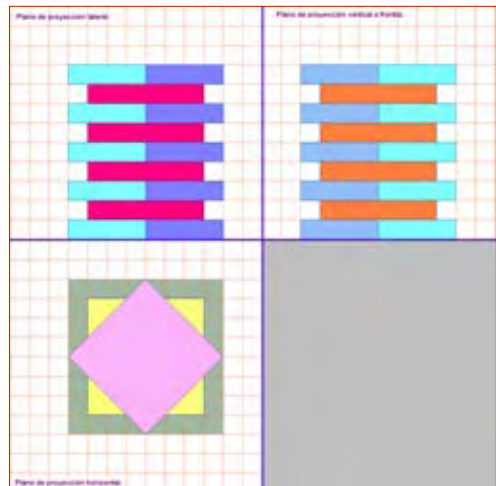 Plano de proyección lateral
Plano de proyección vertical o frontal
Plano de proyección horizontal